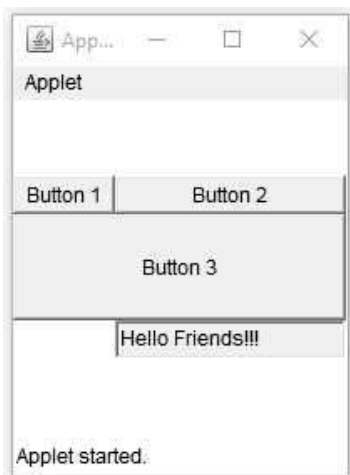 App...
Applet
Button 1 Button 2
Button 3
Hello Friends!!!
Applet started.